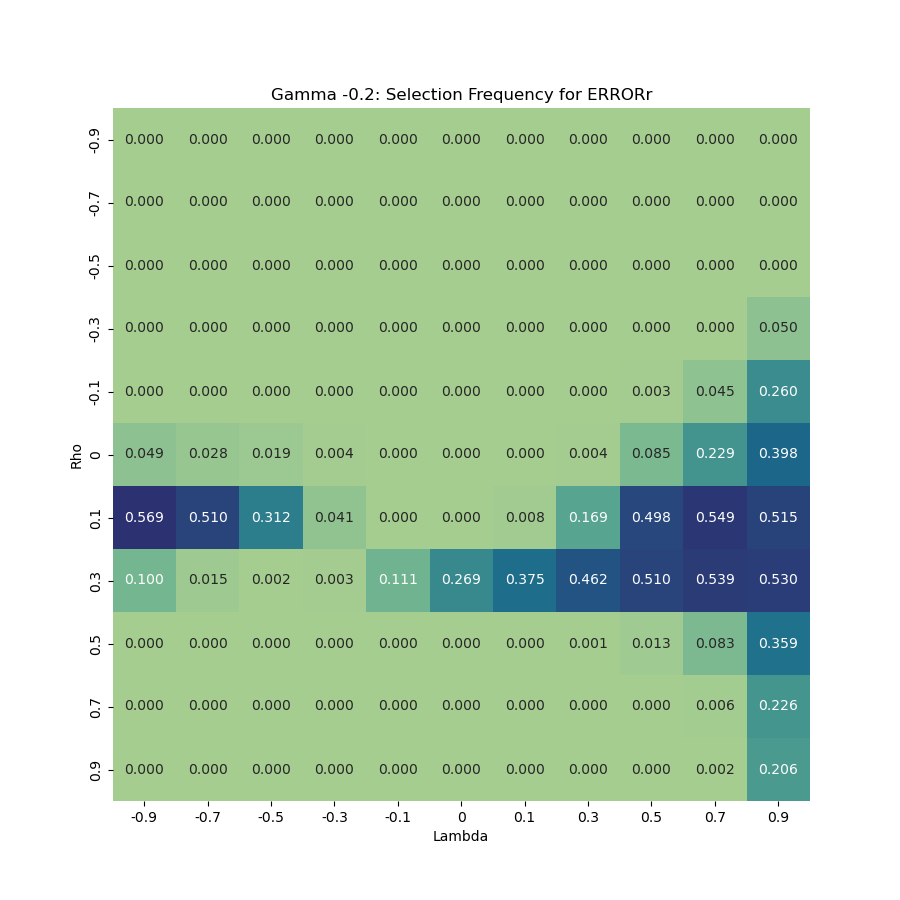 Gamma -0.2: Selection Frequency for ERRORr
-0.9 0.000 0.000 0.000 0.000 0.000 0.000 0.000 0.000 0.000 0.000 0.000
-0.7 0.000 0.000 0.000 0.000 0.000 0.000 0.000 0.000 0.000 0.000 0.000
-0.5 0.000 0.000 0.000 0.000 0.000 0.000 0.000 0.000 0.000 0.000 0.000
-0.3 0.000 0.000 0.000 0.000 0.000 0.000 0.000 0.000 0.000 0.000 0.050
-0.1 0.000 0.000 0.000 0.000 0.000 0.000 0.000 0.000 0.003 0.045 0.260
Rho
0 0.049 0.028 0.019 0.004 0.000 0.000 0.000 0.004 0.085 0.229 0.398
0.1 0.569 0.510 0.312 0.041 0.000 0.000 0.008 0.169 0.498 0.549 0.515
0.3 0.100 0.015 0.002 0.003 0.111 0.269 0.375 0.462 0.510 0.539 0.530
0.5 0.000 0.000 0.000 0.000 0.000 0.000 0.000 0.001 0.013 0.083 0.359
0.7 0.000 0.000 0.000 0.000 0.000 0.000 0.000 0.000 0.000 0.006 0.226
0.9 0.000 0.000 0.000 0.000 0.000 0.000 0.000 0.000 0.000 0.002 0.206
-0.9 -0.7 -0.5 -0.3 -0.1 0 0.1 0.3 0.5 0.7 0.9
Lambda